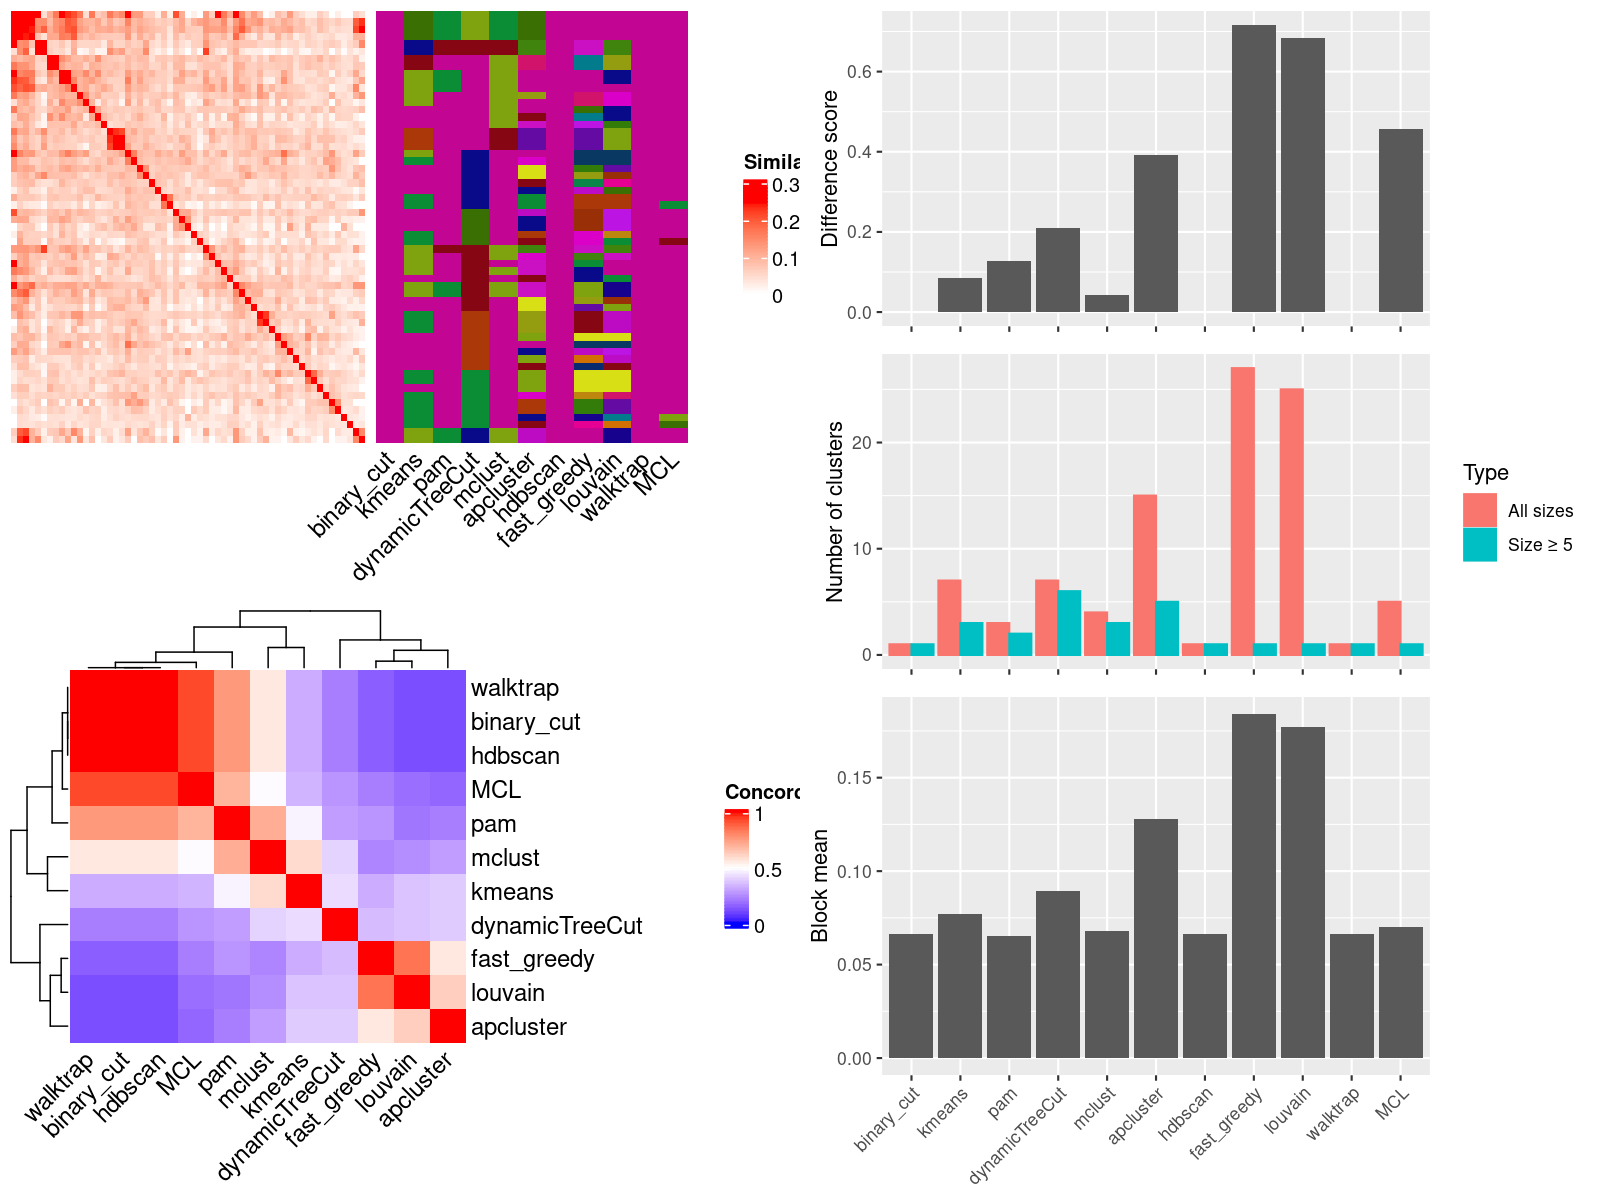 Simila
0.3
0.2
0.1
0
binary_cut
kmeans
pam
dynamicTreeCut
mclust
apcluster
hdbscan
fast_greedy
louvain
walktrap
MCL
Difference score
0.6
0.4
0.2
0.0
Number of clusters
20
10
0
Type
All sizes
Size ≥ 5
walktrap
binary_cut
hdbscan
MCL
pam
mclust
kmeans
dynamicTreeCut
fast_greedy
louvain
apcluster
walktrap
binary_cut
hdbscan
MCL
pam
mclust
kmeans
dynamicTreeCut
fast_greedy
louvain
apcluster
Concord
1
0.5
0
Block mean
0.15
0.10
0.05
0.00
binary_cut
kmeans
pam
dynamicTreeCut
mclust
apcluster
hdbscan
fast_greedy
louvain
walktrap
MCL